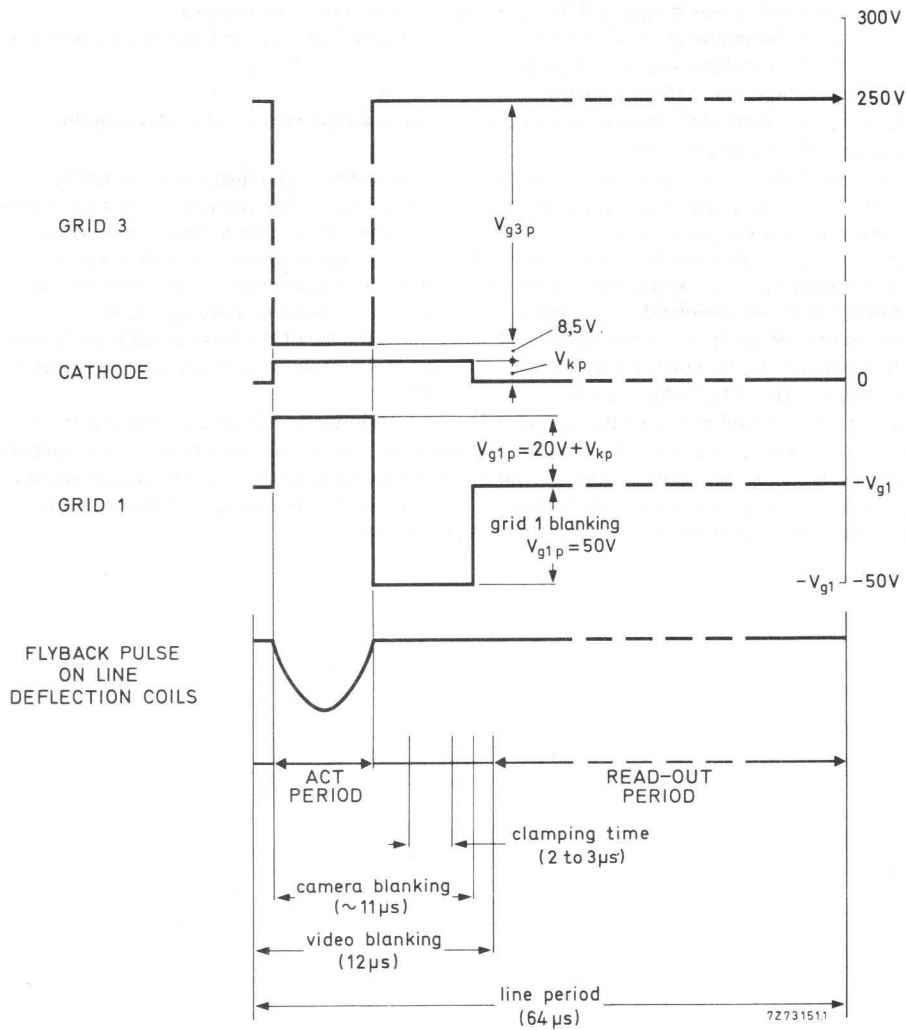 300V
250V
GRID 3
Vg3 p
8,5 V.
CATHODE
Vkp
0
Vg1p = 20V + Vkp
GRID 1
-Vg1
grid 1 blanking
Vg1 p = 50V
-Vg1
-50V
FLYBACK PULSE
ON LINE
DEFLECTION COILS
ACT
PERIOD
READ-OUT
PERIOD
clamping time
(2 to 3µs)
camera blanking
(~11µs)
video blanking
(12µs)
line period
(64µs)
7Z73151.1